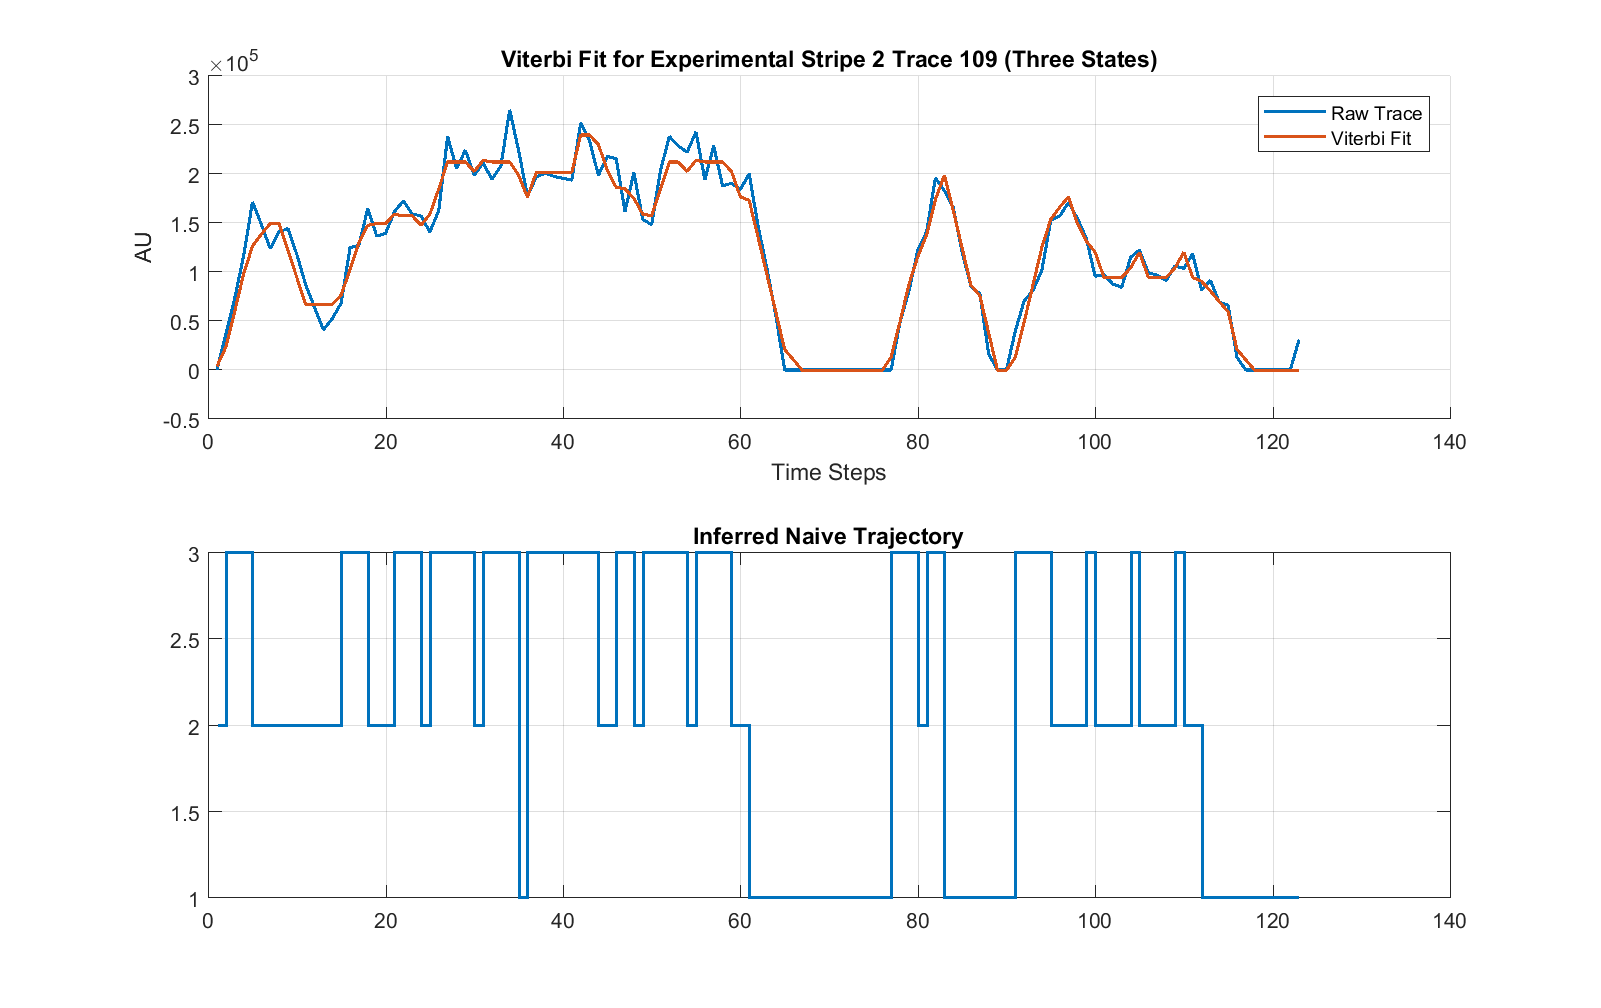 Viterbi Fit for Experimental Stripe 2 Trace 109 (Three States)
×10^5
3
2.5
2
1.5
1
0.5
0
-0.5
AU
Raw Trace
Viterbi Fit
0 20 40 60 80 100 120 140
Time Steps
Inferred Naive Trajectory
3
2.5
2
1.5
1
0 20 40 60 80 100 120 140